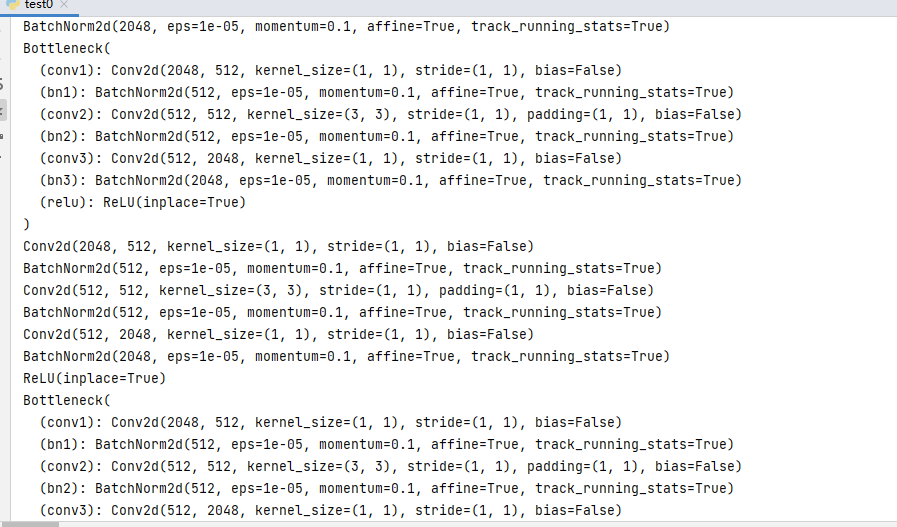 test0
BatchNorm2d(2048, eps=1e-05, momentum=0.1, affine=True, track_running_stats=True)
Bottleneck(
  (conv1): Conv2d(2048, 512, kernel_size=(1, 1), stride=(1, 1), bias=False)
  (bn1): BatchNorm2d(512, eps=1e-05, momentum=0.1, affine=True, track_running_stats=True)
  (conv2): Conv2d(512, 512, kernel_size=(3, 3), stride=(1, 1), padding=(1, 1), bias=False)
  (bn2): BatchNorm2d(512, eps=1e-05, momentum=0.1, affine=True, track_running_stats=True)
  (conv3): Conv2d(512, 2048, kernel_size=(1, 1), stride=(1, 1), bias=False)
  (bn3): BatchNorm2d(2048, eps=1e-05, momentum=0.1, affine=True, track_running_stats=True)
  (relu): ReLU(inplace=True)
)
Conv2d(2048, 512, kernel_size=(1, 1), stride=(1, 1), bias=False)
BatchNorm2d(512, eps=1e-05, momentum=0.1, affine=True, track_running_stats=True)
Conv2d(512, 512, kernel_size=(3, 3), stride=(1, 1), padding=(1, 1), bias=False)
BatchNorm2d(512, eps=1e-05, momentum=0.1, affine=True, track_running_stats=True)
Conv2d(512, 2048, kernel_size=(1, 1), stride=(1, 1), bias=False)
BatchNorm2d(2048, eps=1e-05, momentum=0.1, affine=True, track_running_stats=True)
ReLU(inplace=True)
Bottleneck(
  (conv1): Conv2d(2048, 512, kernel_size=(1, 1), stride=(1, 1), bias=False)
  (bn1): BatchNorm2d(512, eps=1e-05, momentum=0.1, affine=True, track_running_stats=True)
  (conv2): Conv2d(512, 512, kernel_size=(3, 3), stride=(1, 1), padding=(1, 1), bias=False)
  (bn2): BatchNorm2d(512, eps=1e-05, momentum=0.1, affine=True, track_running_stats=True)
  (conv3): Conv2d(512, 2048, kernel_size=(1, 1), stride=(1, 1), bias=False)